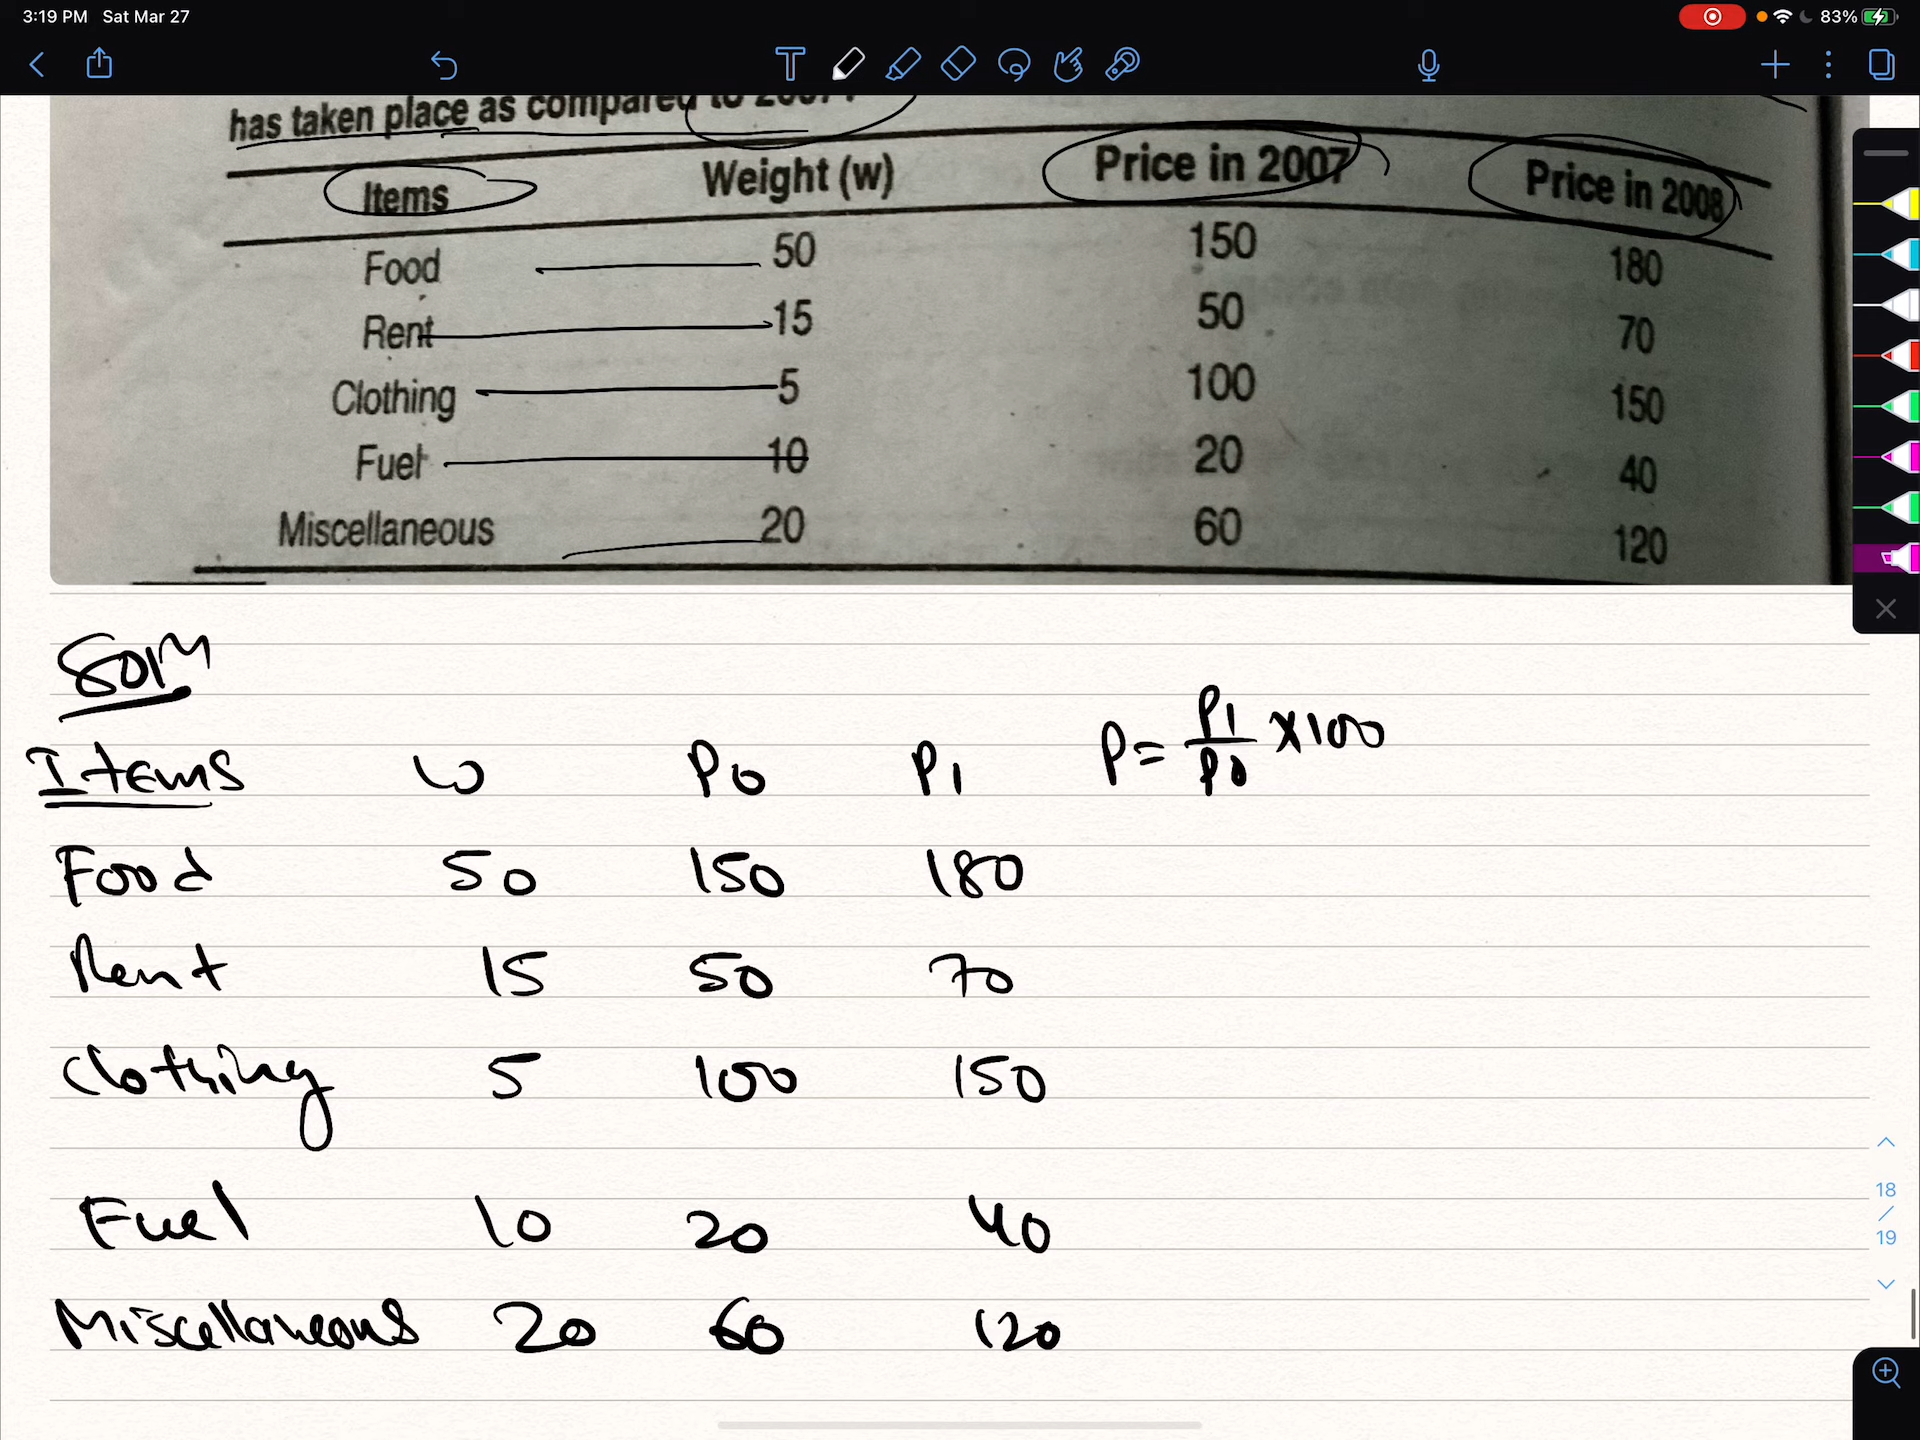 3:19 PM Sat Mar 27
83%
has taken place as compared to 2007?
Items Weight (w) Price in 2007 Price in 2008
Food 50 150 180
Rent 15 50 70
Clothing 5 100 150
Fuel 10 20 40
Miscellaneous 20 60 120
Soln
Items W P0 P1 P = P1/P0 × 100
Food 50 150 180
Rent 15 50 70
Clothing 5 100 150
Fuel 10 20 40
Miscellaneous 20 60 120
18
/
19